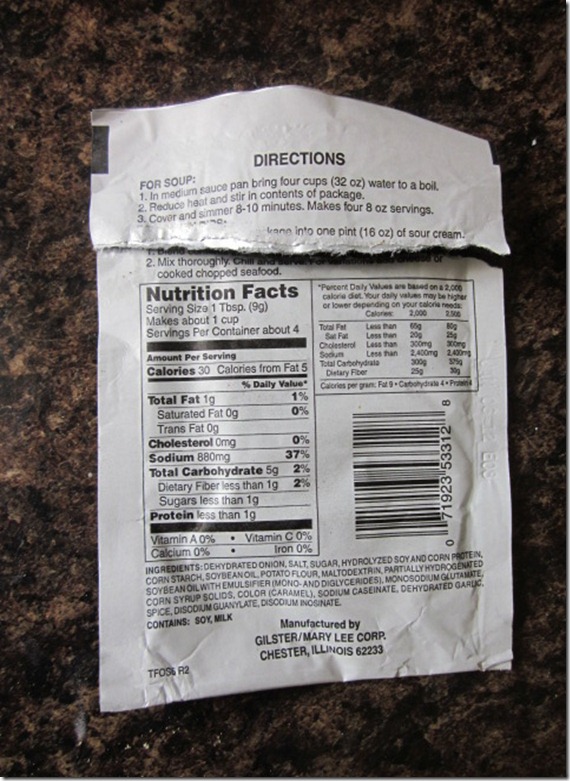 DIRECTIONS
FOR SOUP:
1. In medium sauce pan bring four cups (32 oz) water to a boil.
2. Reduce heat and stir in contents of package.
3. Cover and simmer 8-10 minutes. Makes four 8 oz servings.
into one pint (16 oz) of sour cream.
2. Mix thoroughly. Chill and serve.
cooked chopped seafood.
Nutrition Facts
Serving Size 1 Tbsp. (9g)
Makes about 1 cup
Servings Per Container about 4
Amount Per Serving
Calories 30 Calories from Fat 5
% Daily Value*
Total Fat 1g 1%
Saturated Fat 0g 0%
Trans Fat 0g
Cholesterol 0mg 0%
Sodium 880mg 37%
Total Carbohydrate 5g 2%
Dietary Fiber less than 1g 2%
Sugars less than 1g
Protein less than 1g
Vitamin A 0% • Vitamin C 0%
Calcium 0% • Iron 0%
*Percent Daily Values are based on a 2,000
calorie diet. Your daily values may be higher
or lower depending on your calorie needs:
Calories: 2,000 2,500
Total Fat Less than 65g 80g
Sat Fat Less than 20g 25g
Cholesterol Less than 300mg 300mg
Sodium Less than 2,400mg 2,400mg
Total Carbohydrate 300g 375g
Dietary Fiber 25g 30g
Calories per gram: Fat 9 • Carbohydrate 4 • Protein 4
0 71923 53312 8
INGREDIENTS: DEHYDRATED ONION, SALT, SUGAR, HYDROLYZED SOY AND CORN PROTEIN,
CORN STARCH, SOYBEAN OIL, POTATO FLOUR, MALTODEXTRIN, PARTIALLY HYDROGENATED
SOYBEAN OIL WITH EMULSIFIER (MONO- AND DIGLYCERIDES), MONOSODIUM GLUTAMATE,
CORN SYRUP SOLIDS, COLOR (CARAMEL), SODIUM CASEINATE, DEHYDRATED GARLIC,
SPICE, DISODIUM GUANYLATE, DISODIUM INOSINATE.
CONTAINS: SOY, MILK
Manufactured by
GILSTER/MARY LEE CORP.
CHESTER, ILLINOIS 62233
TFOS6 R2